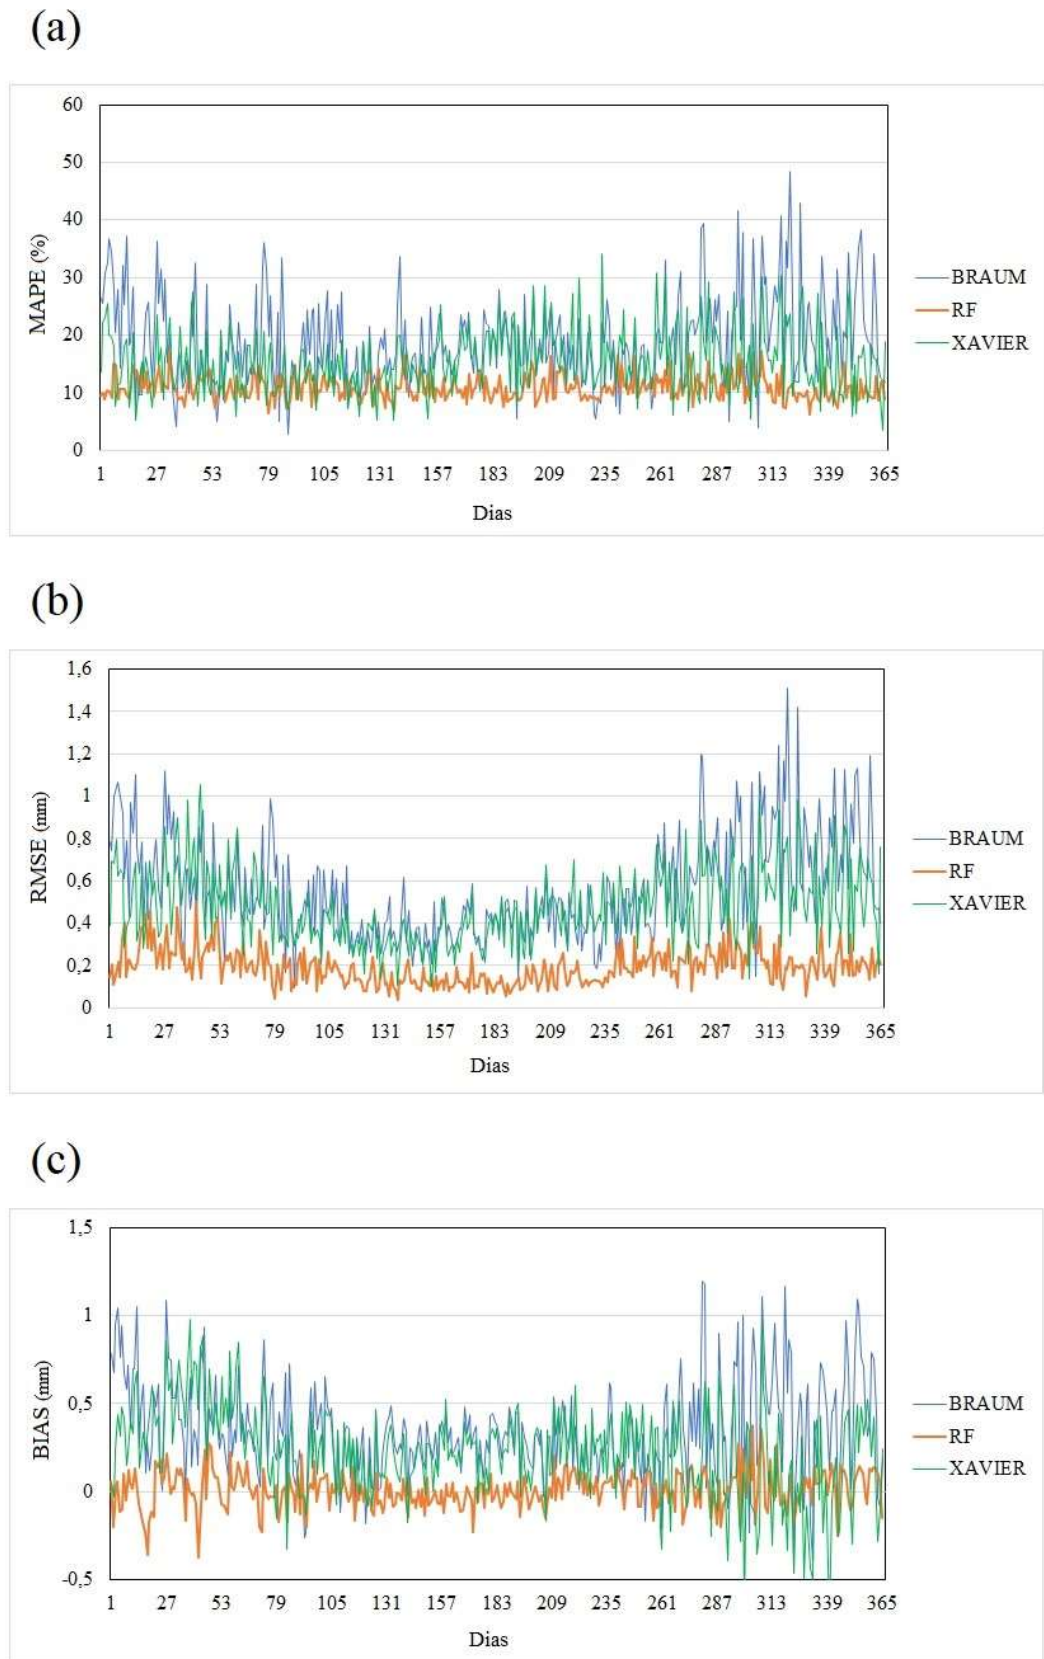 (a)
60
50
40
30
20
10
0
MAPE (%)
1 27 53 79 105 131 157 183 209 235 261 287 313 339 365
Dias
BRAUM
RF
XAVIER
(b)
1,6
1,4
1,2
1
0,8
0,6
0,4
0,2
0
RMSE (mm)
1 27 53 79 105 131 157 183 209 235 261 287 313 339 365
Dias
BRAUM
RF
XAVIER
(c)
1,5
1
0,5
0
-0,5
BIAS (mm)
1 27 53 79 105 131 157 183 209 235 261 287 313 339 365
Dias
BRAUM
RF
XAVIER